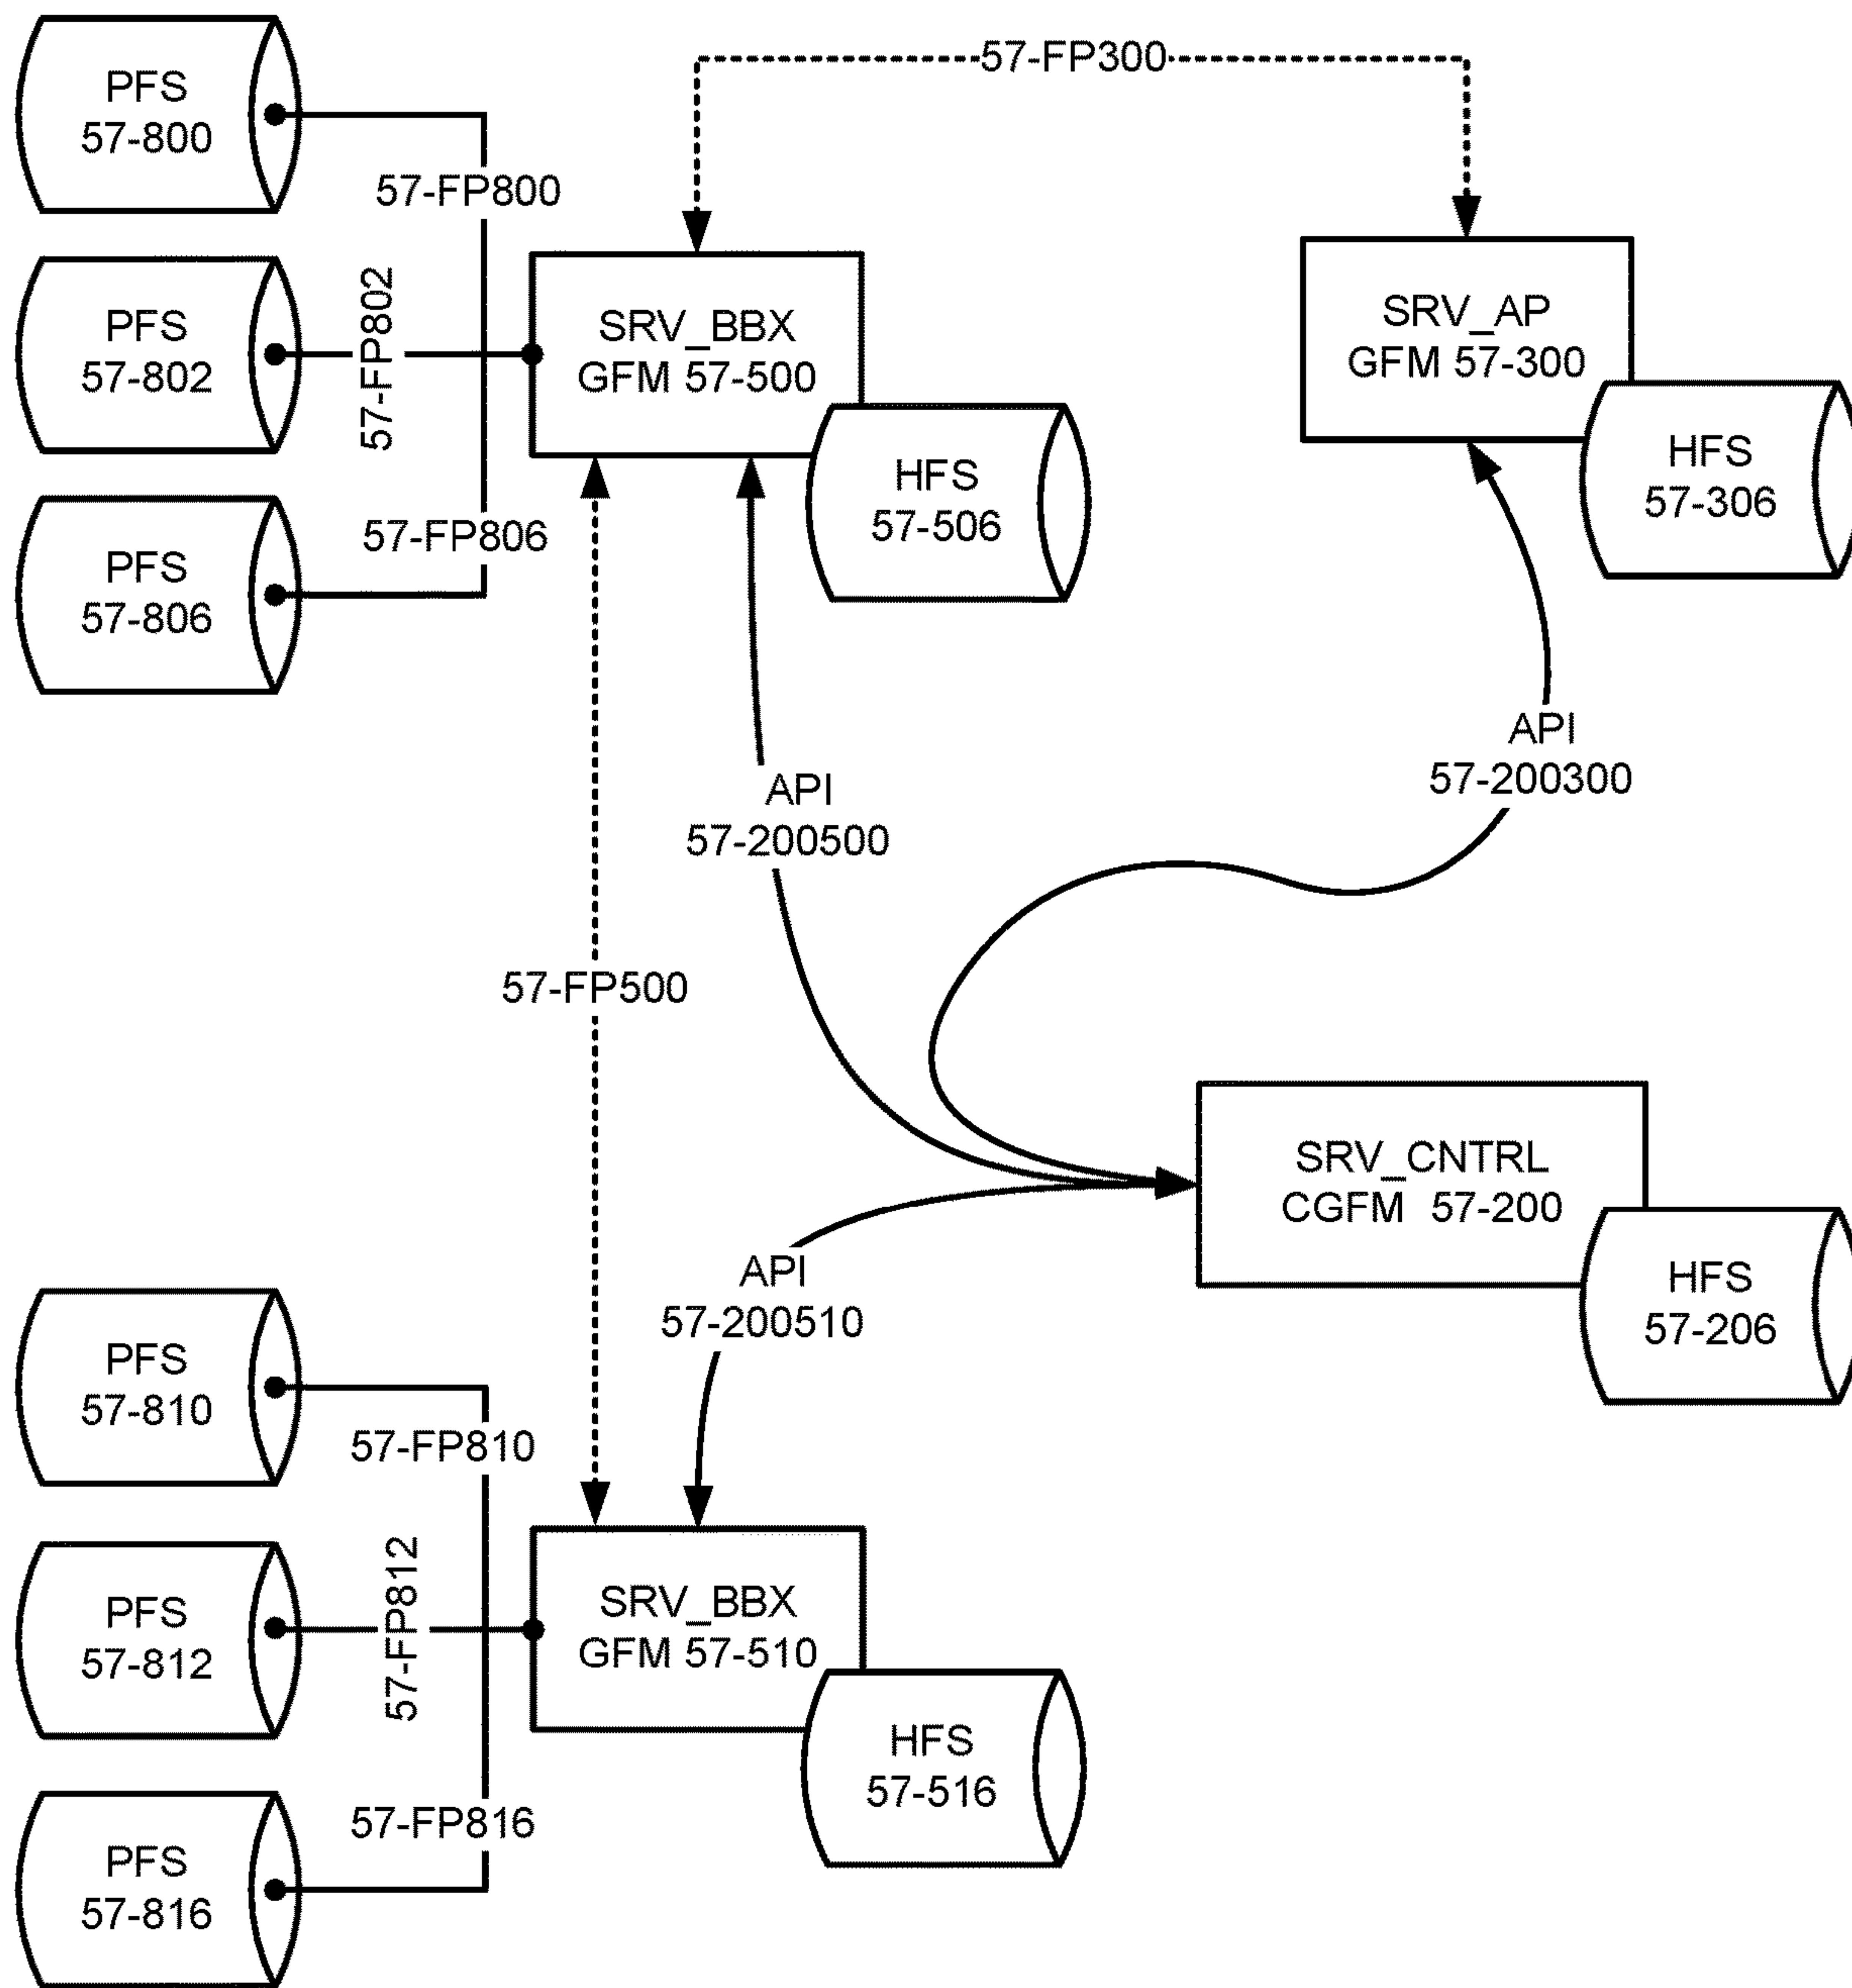 PFS
57-800
57-FP300
57-FP800
PFS
57-802
57-FP802
SRV_BBX
GFM 57-500
SRV_AP
GFM 57-300
HFS
57-506
HFS
57-306
57-FP806
PFS
57-806
API
57-200300
API
57-200500
57-FP500
SRV_CNTRL
CGFM 57-200
HFS
57-206
API
57-200510
PFS
57-810
57-FP810
PFS
57-812
57-FP812
SRV_BBX
GFM 57-510
HFS
57-516
57-FP816
PFS
57-816